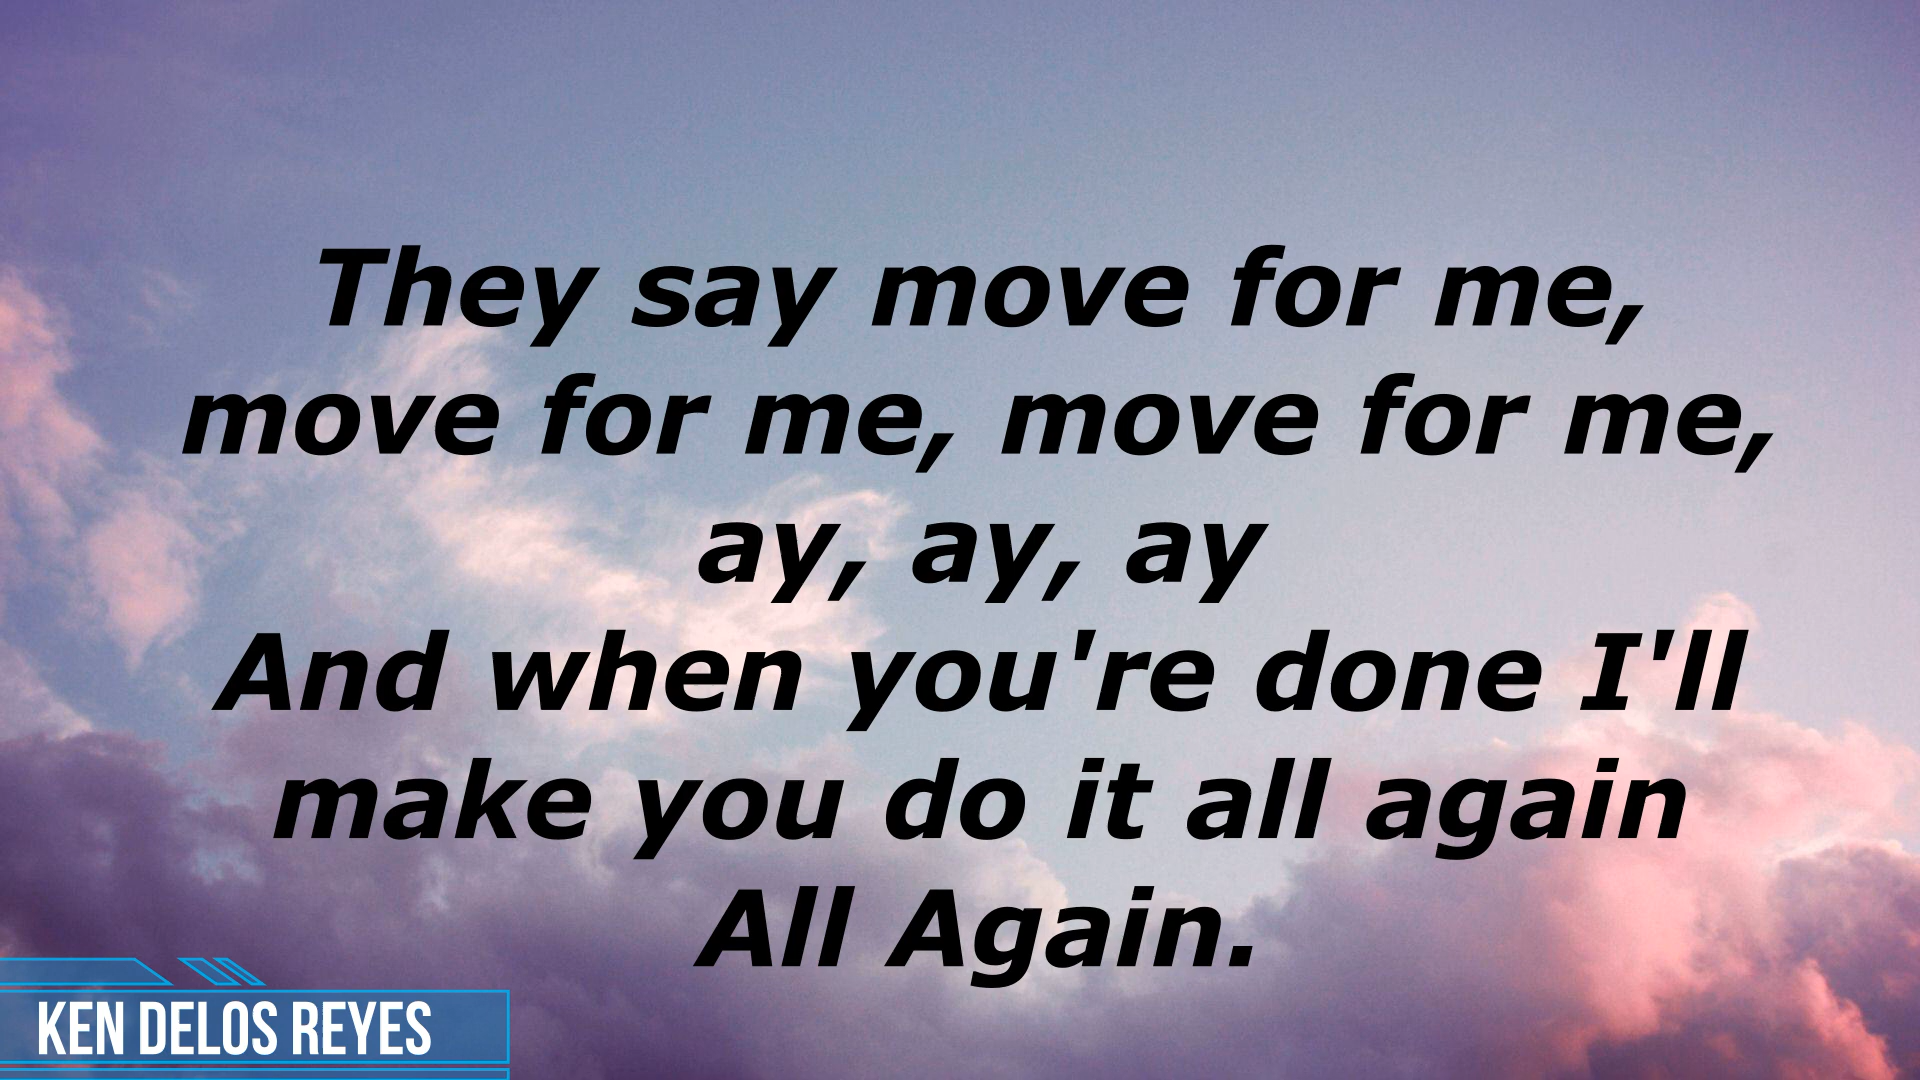 They say move for me,
move for me, move for me,
ay, ay, ay
And when you're done I'll
make you do it all again
All Again.
KEN DELOS REYES